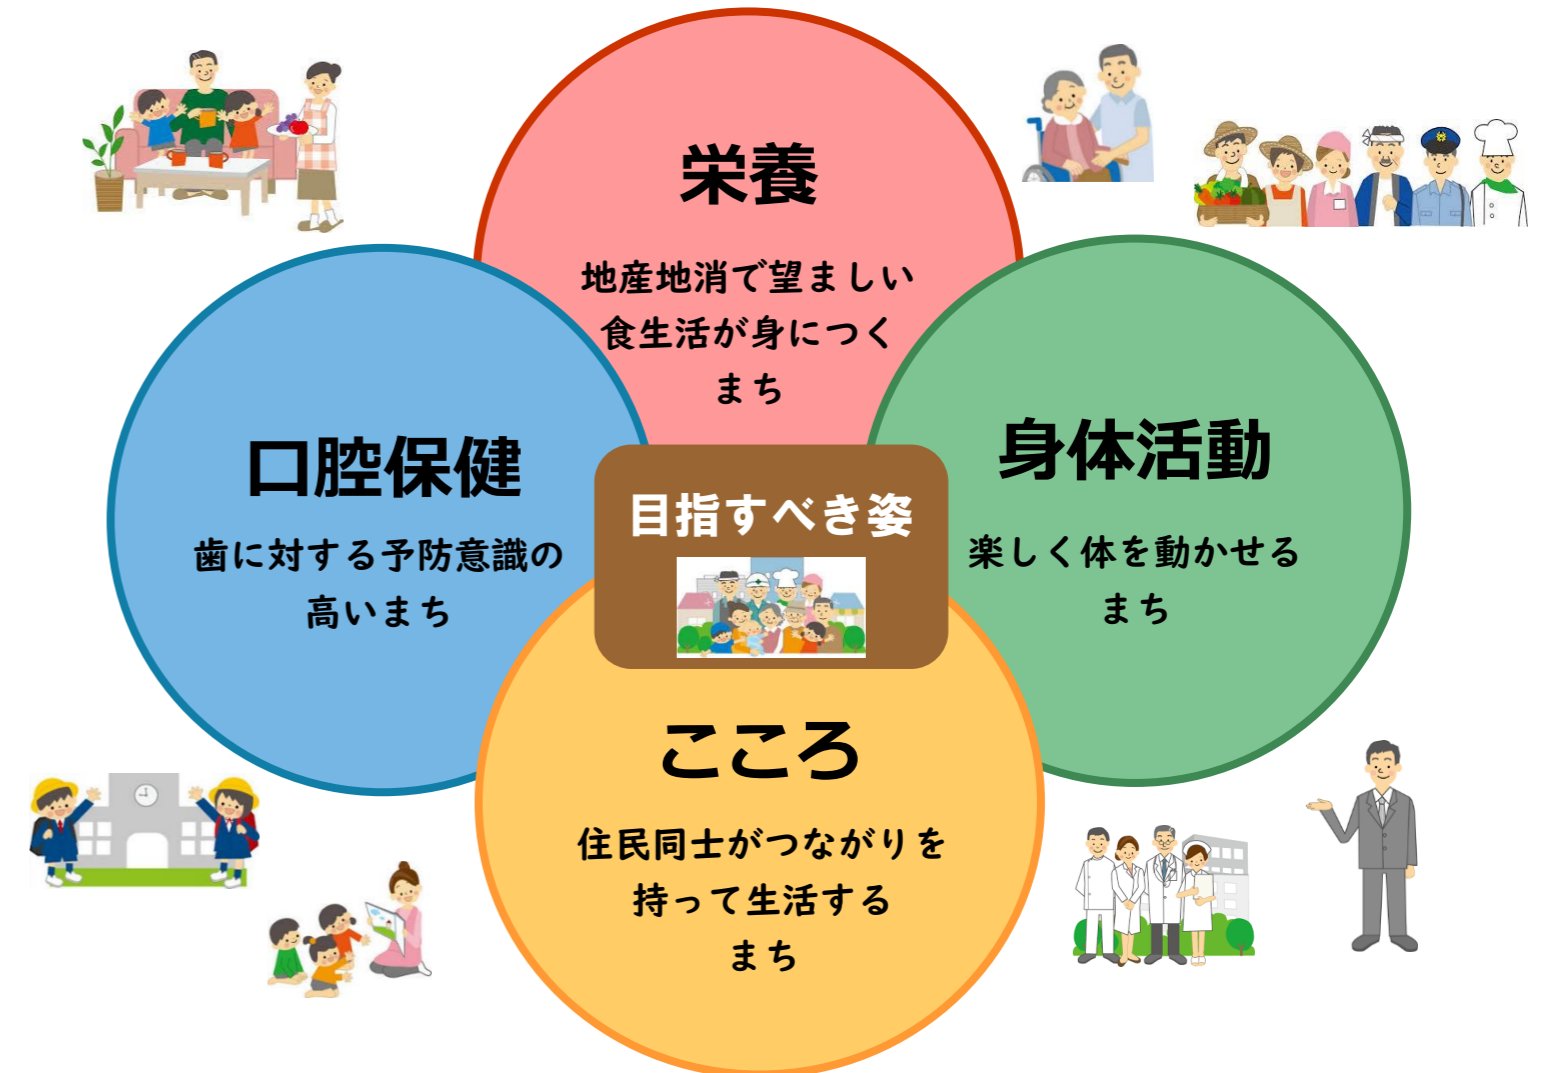 栄養
地産地消で望ましい
食生活が身につく
まち
口腔保健
歯に対する予防意識の
高いまち
身体活動
楽しく体を動かせる
まち
目指すべき姿
こころ
住民同士がつながりを
持って生活する
まち